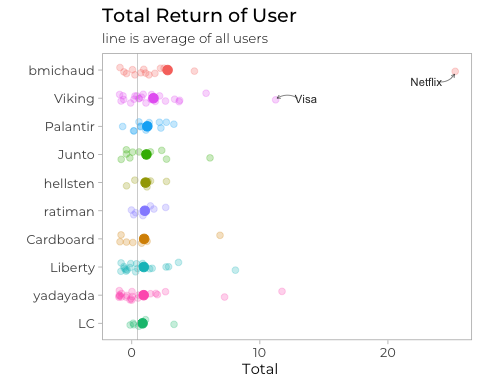 Total Return of User
line is average of all users
bmichaud
Netflix
Viking
Visa
Palantir
Junto
hellsten
ratiman
Cardboard
Liberty
yadayada
LC
0 10 20
Total